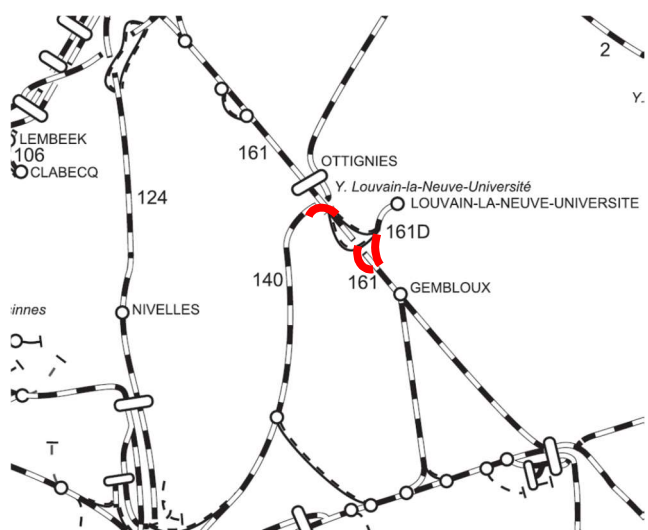 2
Y.
161
OTTIGNIES
LEMBEEK
106
CLABECQ
Y. Louvain-la-Neuve-Université
124
LOUVAIN-LA-NEUVE-UNIVERSITE
161D
140
161
GEMBLOUX
NIVELLES
innes